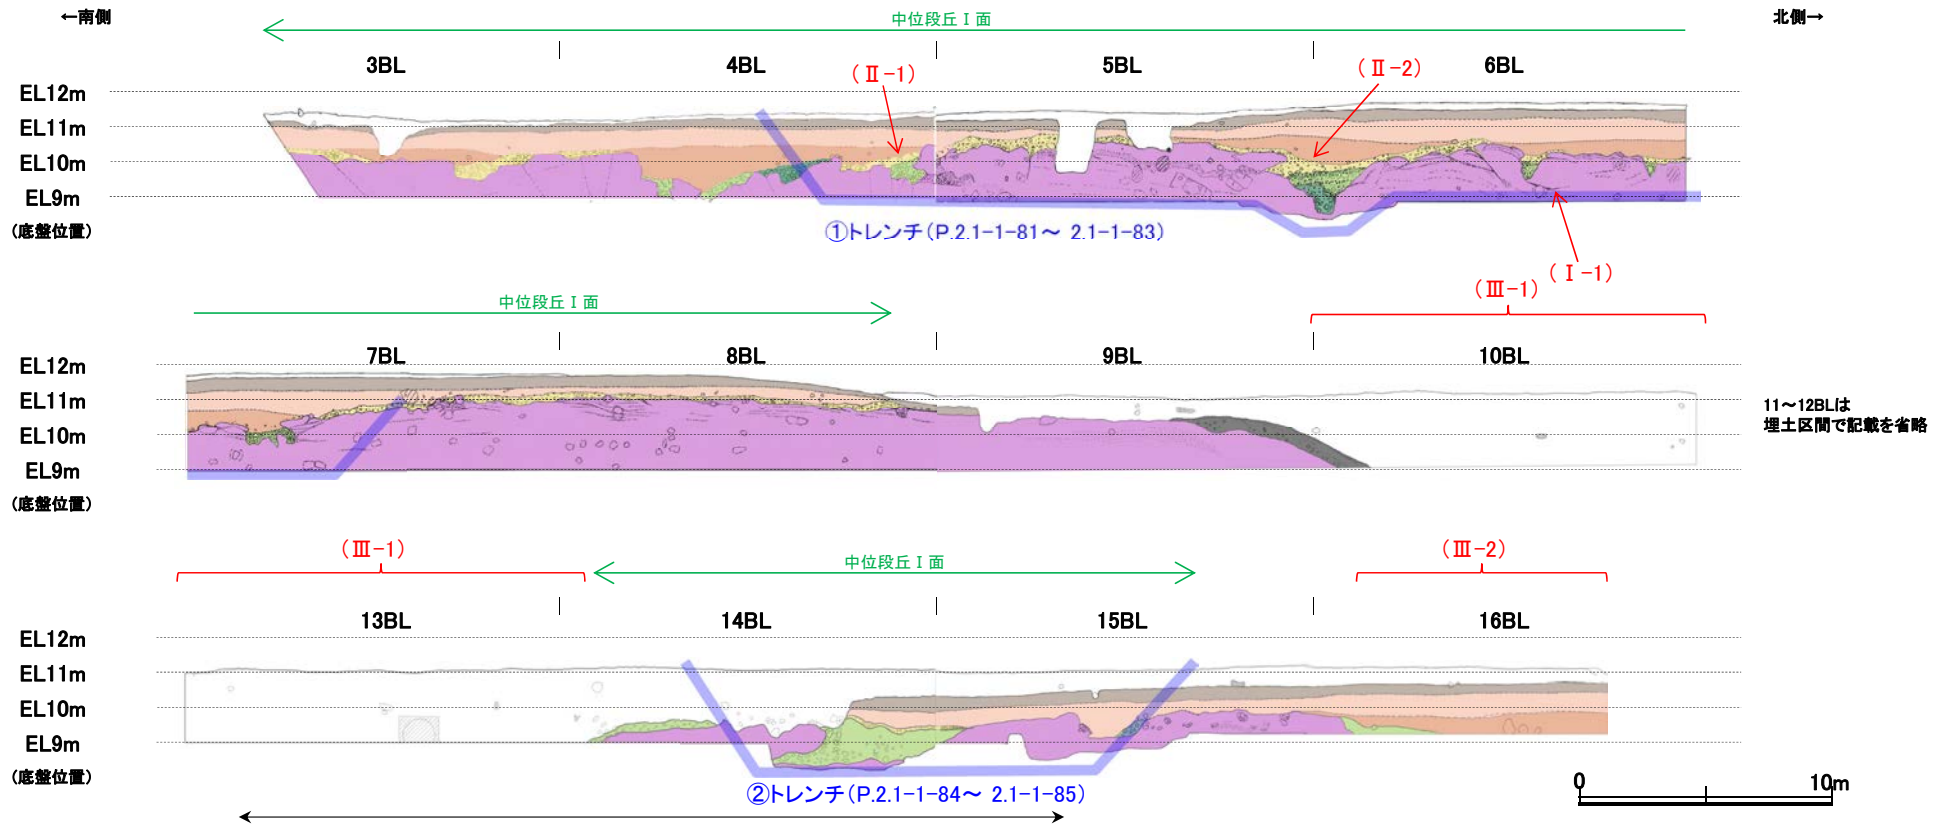 ←南側
中位段丘Ⅰ面
北側→
3BL
4BL
(Ⅱ-1)
5BL
(Ⅱ-2)
6BL
EL12m
EL11m
EL10m
EL9m
(底盤位置)
①トレンチ(P.2.1-1-81～ 2.1-1-83)
(Ⅰ-1)
(Ⅲ-1)
中位段丘Ⅰ面
7BL
8BL
9BL
10BL
EL12m
EL11m
EL10m
EL9m
(底盤位置)
11～12BLは
埋土区間で記載を省略
(Ⅲ-1)
中位段丘Ⅰ面
(Ⅲ-2)
13BL
14BL
15BL
16BL
EL12m
EL11m
EL10m
EL9m
(底盤位置)
②トレンチ(P.2.1-1-84～ 2.1-1-85)
0 10m